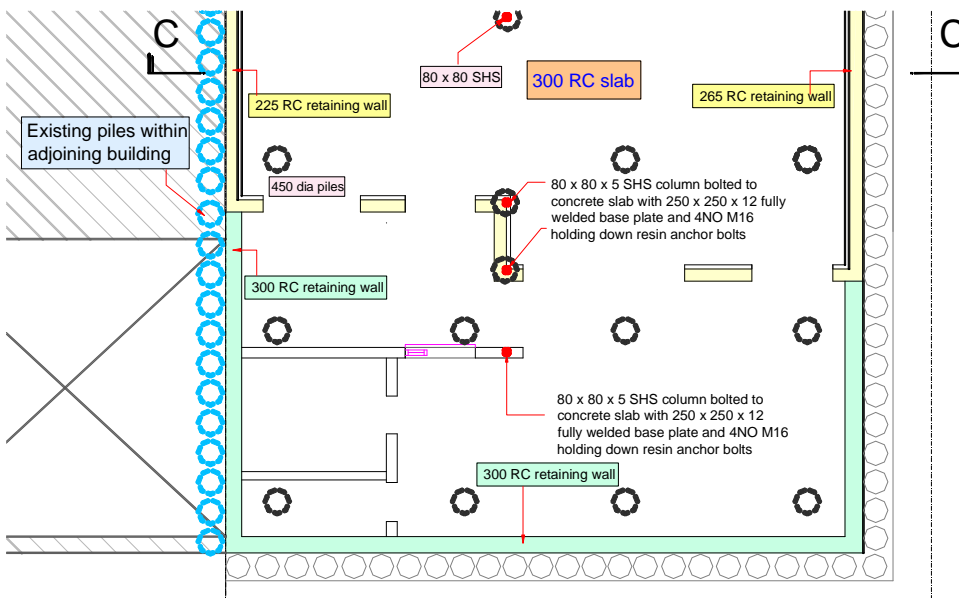 C
C
80 x 80 SHS
300 RC slab
225 RC retaining wall
265 RC retaining wall
Existing piles within
adjoining building
450 dia piles
80 x 80 x 5 SHS column bolted to
concrete slab with 250 x 250 x 12 fully
welded base plate and 4NO M16
holding down resin anchor bolts
300 RC retaining wall
80 x 80 x 5 SHS column bolted to
concrete slab with 250 x 250 x 12
fully welded base plate and 4NO M16
holding down resin anchor bolts
300 RC retaining wall